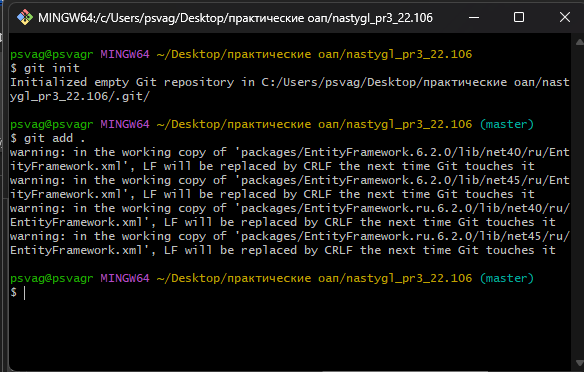 MINGW64:/c/Users/psvag/Desktop/практические оап/nastygl_pr3_22.106
psvag@psvagr MINGW64 ~/Desktop/практические оап/nastygl_pr3_22.106
$ git init
Initialized empty Git repository in C:/Users/psvag/Desktop/практические оап/nast
ygl_pr3_22.106/.git/
psvag@psvagr MINGW64 ~/Desktop/практические оап/nastygl_pr3_22.106 (master)
$ git add .
warning: in the working copy of 'packages/EntityFramework.6.2.0/lib/net40/ru/Ent
ityFramework.xml', LF will be replaced by CRLF the next time Git touches it
warning: in the working copy of 'packages/EntityFramework.6.2.0/lib/net45/ru/Ent
ityFramework.xml', LF will be replaced by CRLF the next time Git touches it
warning: in the working copy of 'packages/EntityFramework.ru.6.2.0/lib/net40/ru/
EntityFramework.xml', LF will be replaced by CRLF the next time Git touches it
warning: in the working copy of 'packages/EntityFramework.ru.6.2.0/lib/net45/ru/
EntityFramework.xml', LF will be replaced by CRLF the next time Git touches it
psvag@psvagr MINGW64 ~/Desktop/практические оап/nastygl_pr3_22.106 (master)
$